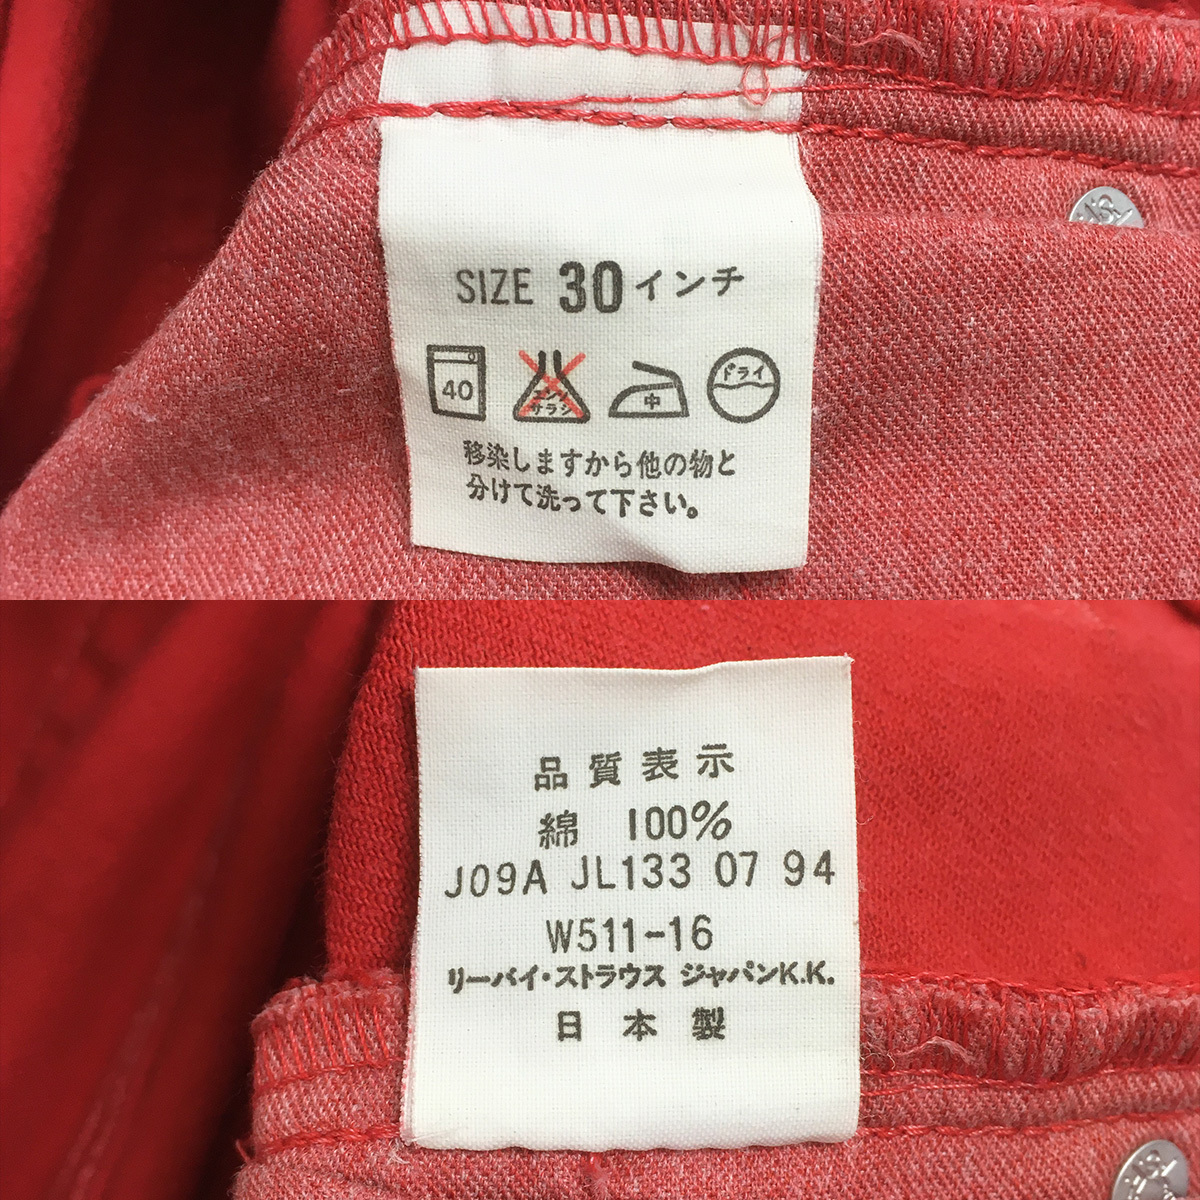 SIZE 30 インチ
40 エンソ サラシ 中 ドライ
移染しますから他の物と
分けて洗って下さい。
品質表示
綿 100%
J09A JL133 07 94
W511-16
リーバイ・ストラウス ジャパンK.K.
日本製